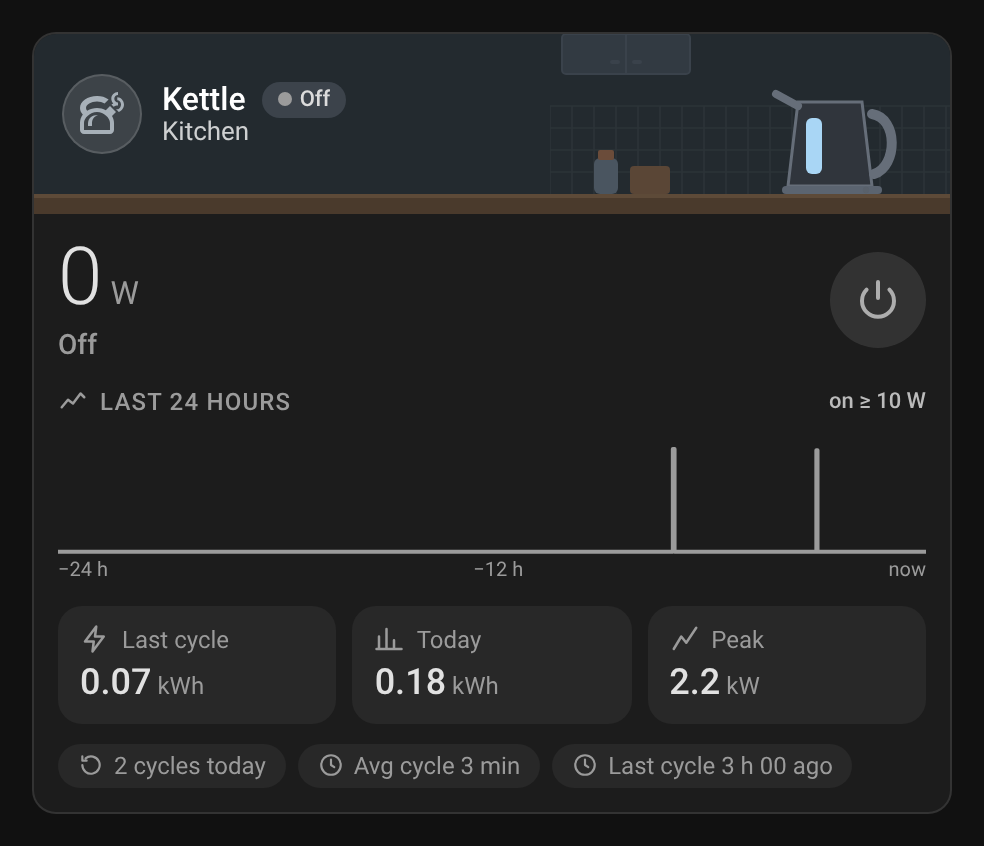 Kettle
Off
Kitchen
0 W
Off
LAST 24 HOURS
on ≥ 10 W
−24 h
−12 h
now
Last cycle
0.07 kWh
Today
0.18 kWh
Peak
2.2 kW
2 cycles today
Avg cycle 3 min
Last cycle 3 h 00 ago